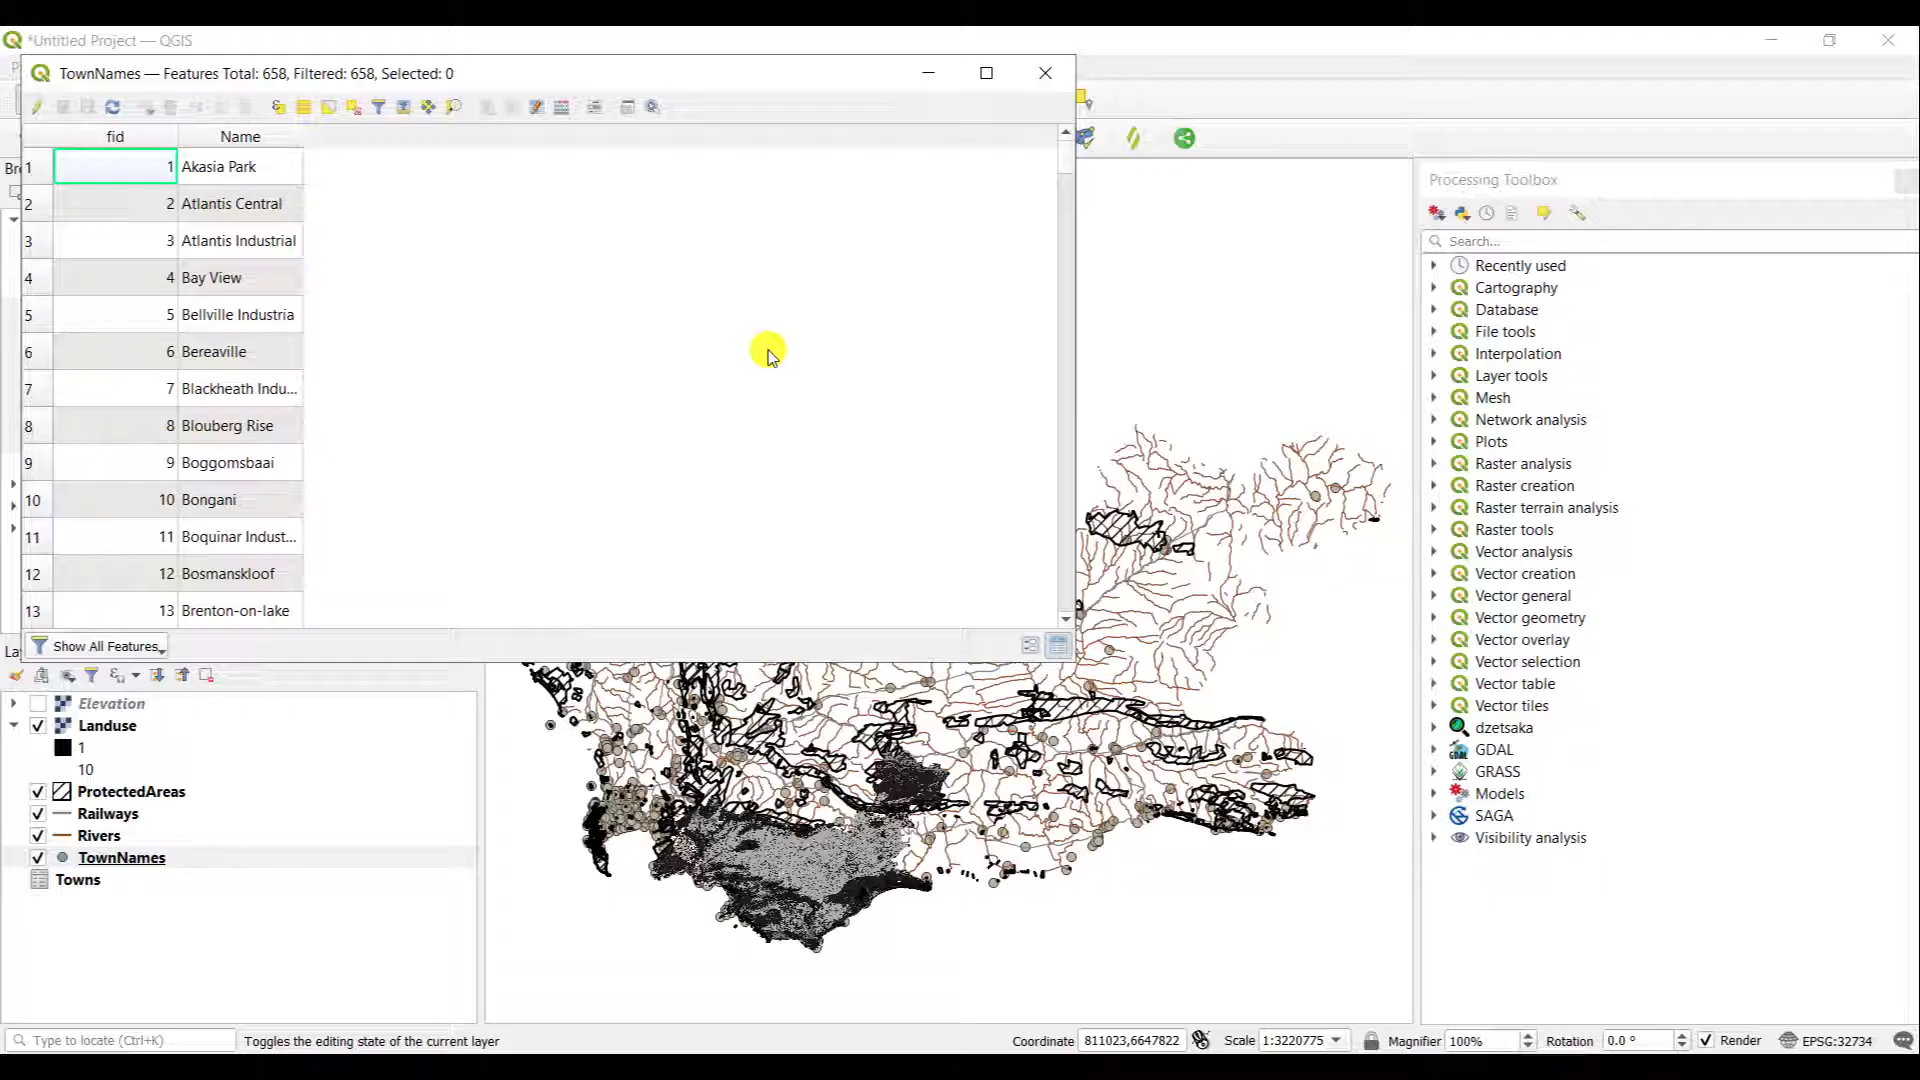 *Untitled Project — QGIS
TownNames — Features Total: 658, Filtered: 658, Selected: 0
fid Name
1 1 Akasia Park
2 2 Atlantis Central
3 3 Atlantis Industrial
4 4 Bay View
5 5 Bellville Industria
6 6 Bereaville
7 7 Blackheath Indu...
8 8 Blouberg Rise
9 9 Boggomsbaai
10 10 Bongani
11 11 Boquinar Indust...
12 12 Bosmanskloof
13 13 Brenton-on-lake
Show All Features
Elevation
Landuse
1
10
ProtectedAreas
Railways
Rivers
TownNames
Towns
Processing Toolbox
Search...
Recently used
Cartography
Database
File tools
Interpolation
Layer tools
Mesh
Network analysis
Plots
Raster analysis
Raster creation
Raster terrain analysis
Raster tools
Vector analysis
Vector creation
Vector general
Vector geometry
Vector overlay
Vector selection
Vector table
Vector tiles
dzetsaka
GDAL
GRASS
Models
SAGA
Visibility analysis
Type to locate (Ctrl+K) Toggles the editing state of the current layer Coordinate 811023,6647822 Scale 1:3220775 Magnifier 100% Rotation 0.0 ° Render EPSG:32734